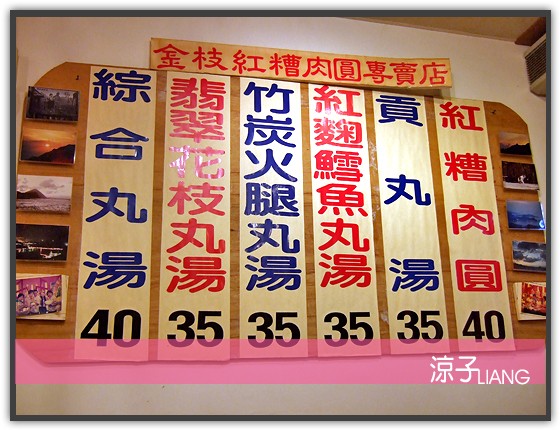 金枝紅糟肉圓專賣店
紅糟肉圓 40
貢丸湯 35
紅麴鱈魚丸湯 35
竹炭火腿丸湯 35
翡翠花枝丸湯 35
綜合丸湯 40
涼子LIANG